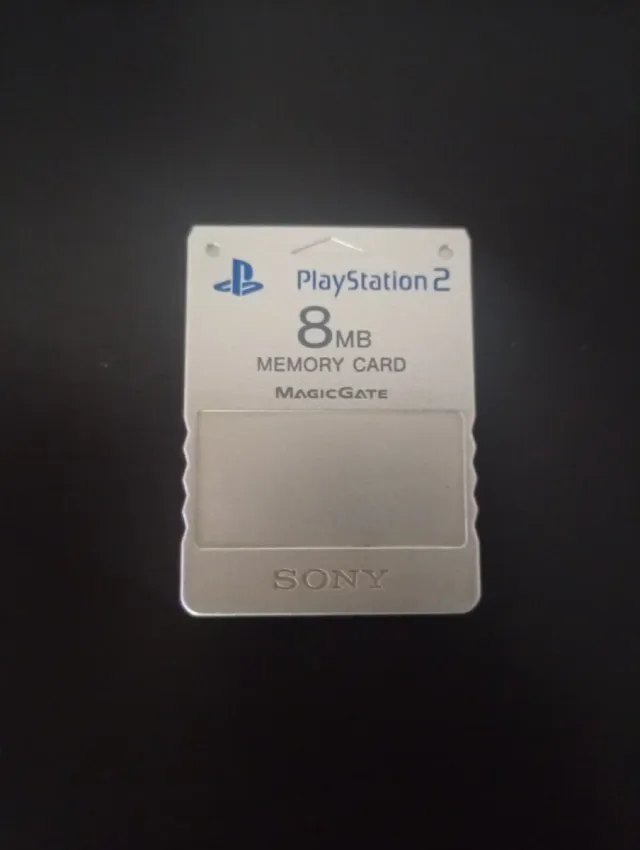 PlayStation 2
8MB
MEMORY CARD
MAGICGATE
SONY